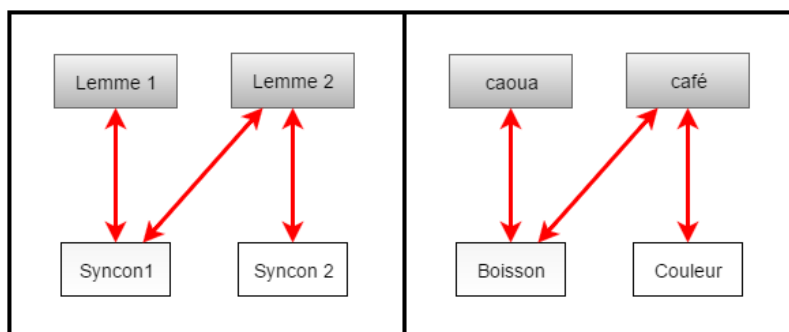 Lemme 1
Lemme 2
Syncon1
Syncon 2
caoua
café
Boisson
Couleur